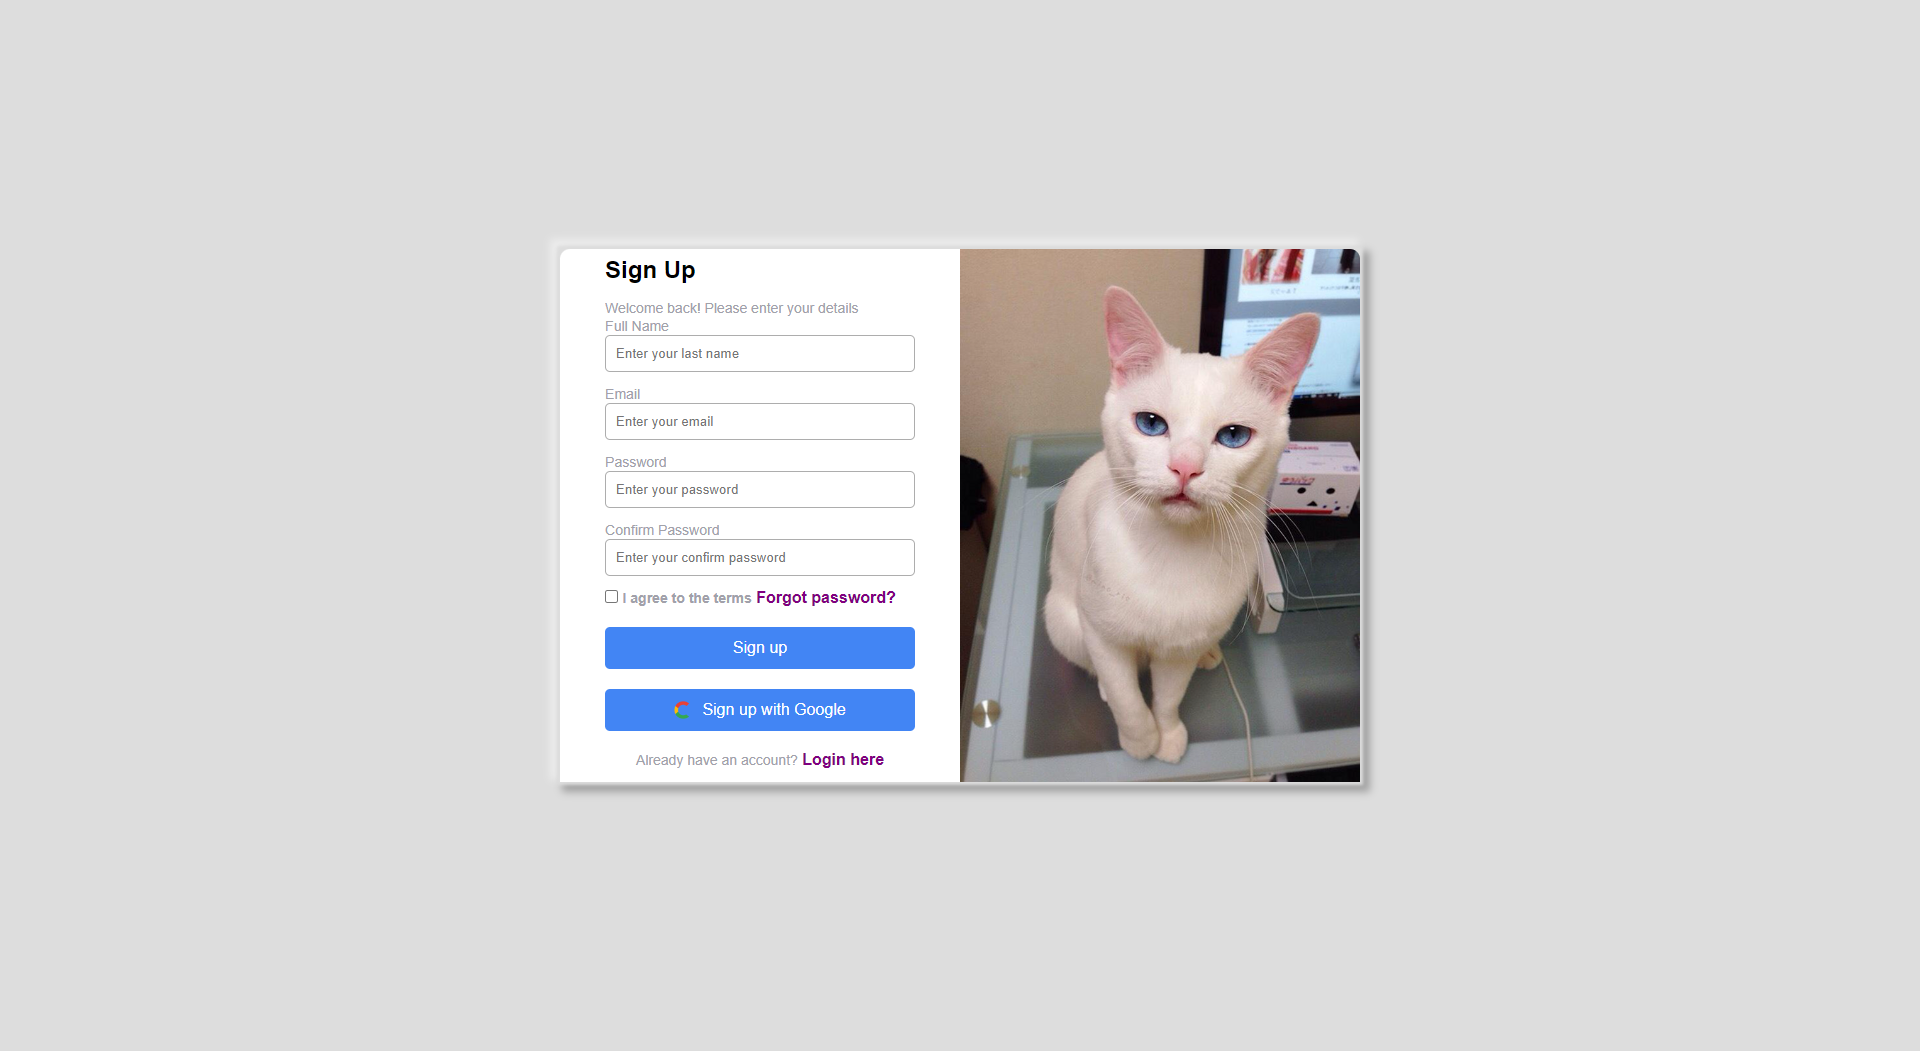 Sign Up
Welcome back! Please enter your details
Full Name
Enter your last name
Email
Enter your email
Password
Enter your password
Confirm Password
Enter your confirm password
I agree to the terms Forgot password?
Sign up
Sign up with Google
Already have an account? Login here